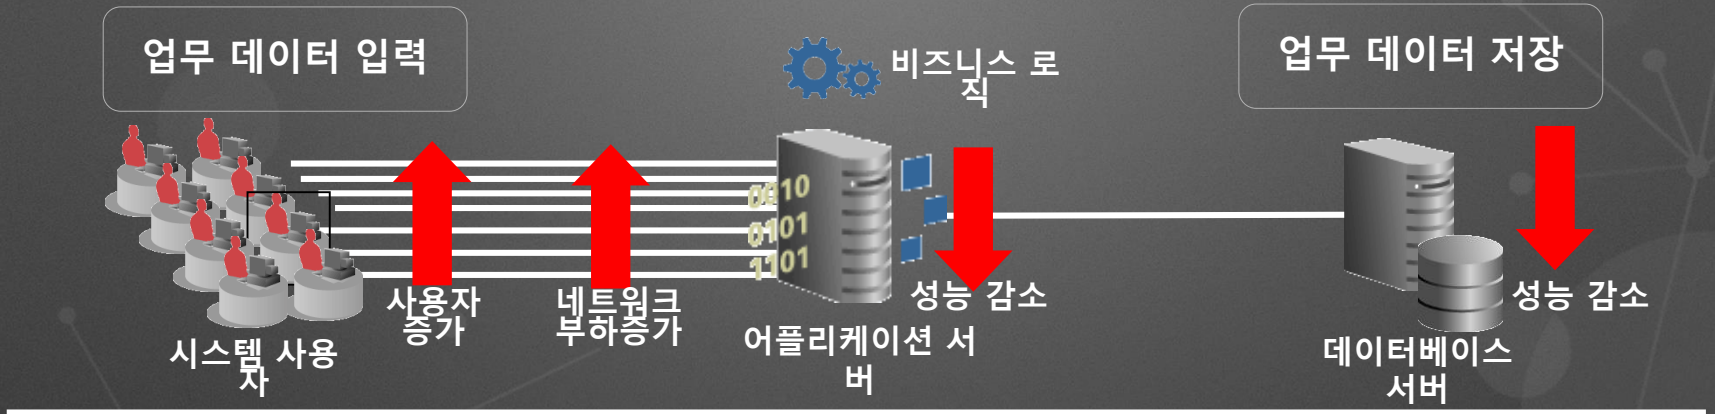 업무 데이터 입력
비즈니스 로
직
업무 데이터 저장
0010
0101
1101
사용자
증가
네트워크
부하증가
성능 감소
성능 감소
시스템 사용
자
어플리케이션 서
버
데이터베이스
서버